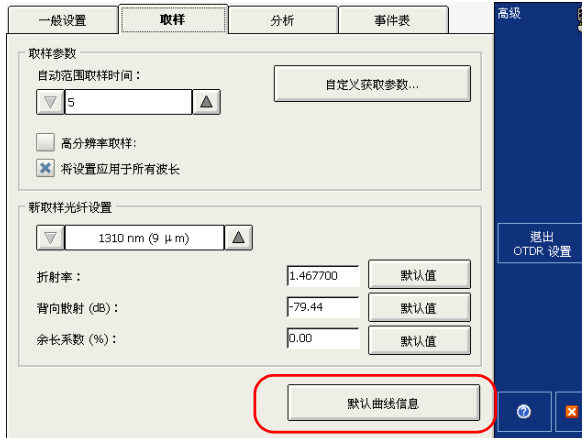 一般设置 取样 分析 事件表 高级
取样参数
自动范围取样时间：
5
自定义获取参数...
高分辨率取样:
将设置应用于所有波长
新取样光纤设置
1310 nm (9 μm)
退出
OTDR 设置
折射率： 1.467700 默认值
背向散射 (dB)： -79.44 默认值
余长系数 (%)： 0.00 默认值
默认曲线信息